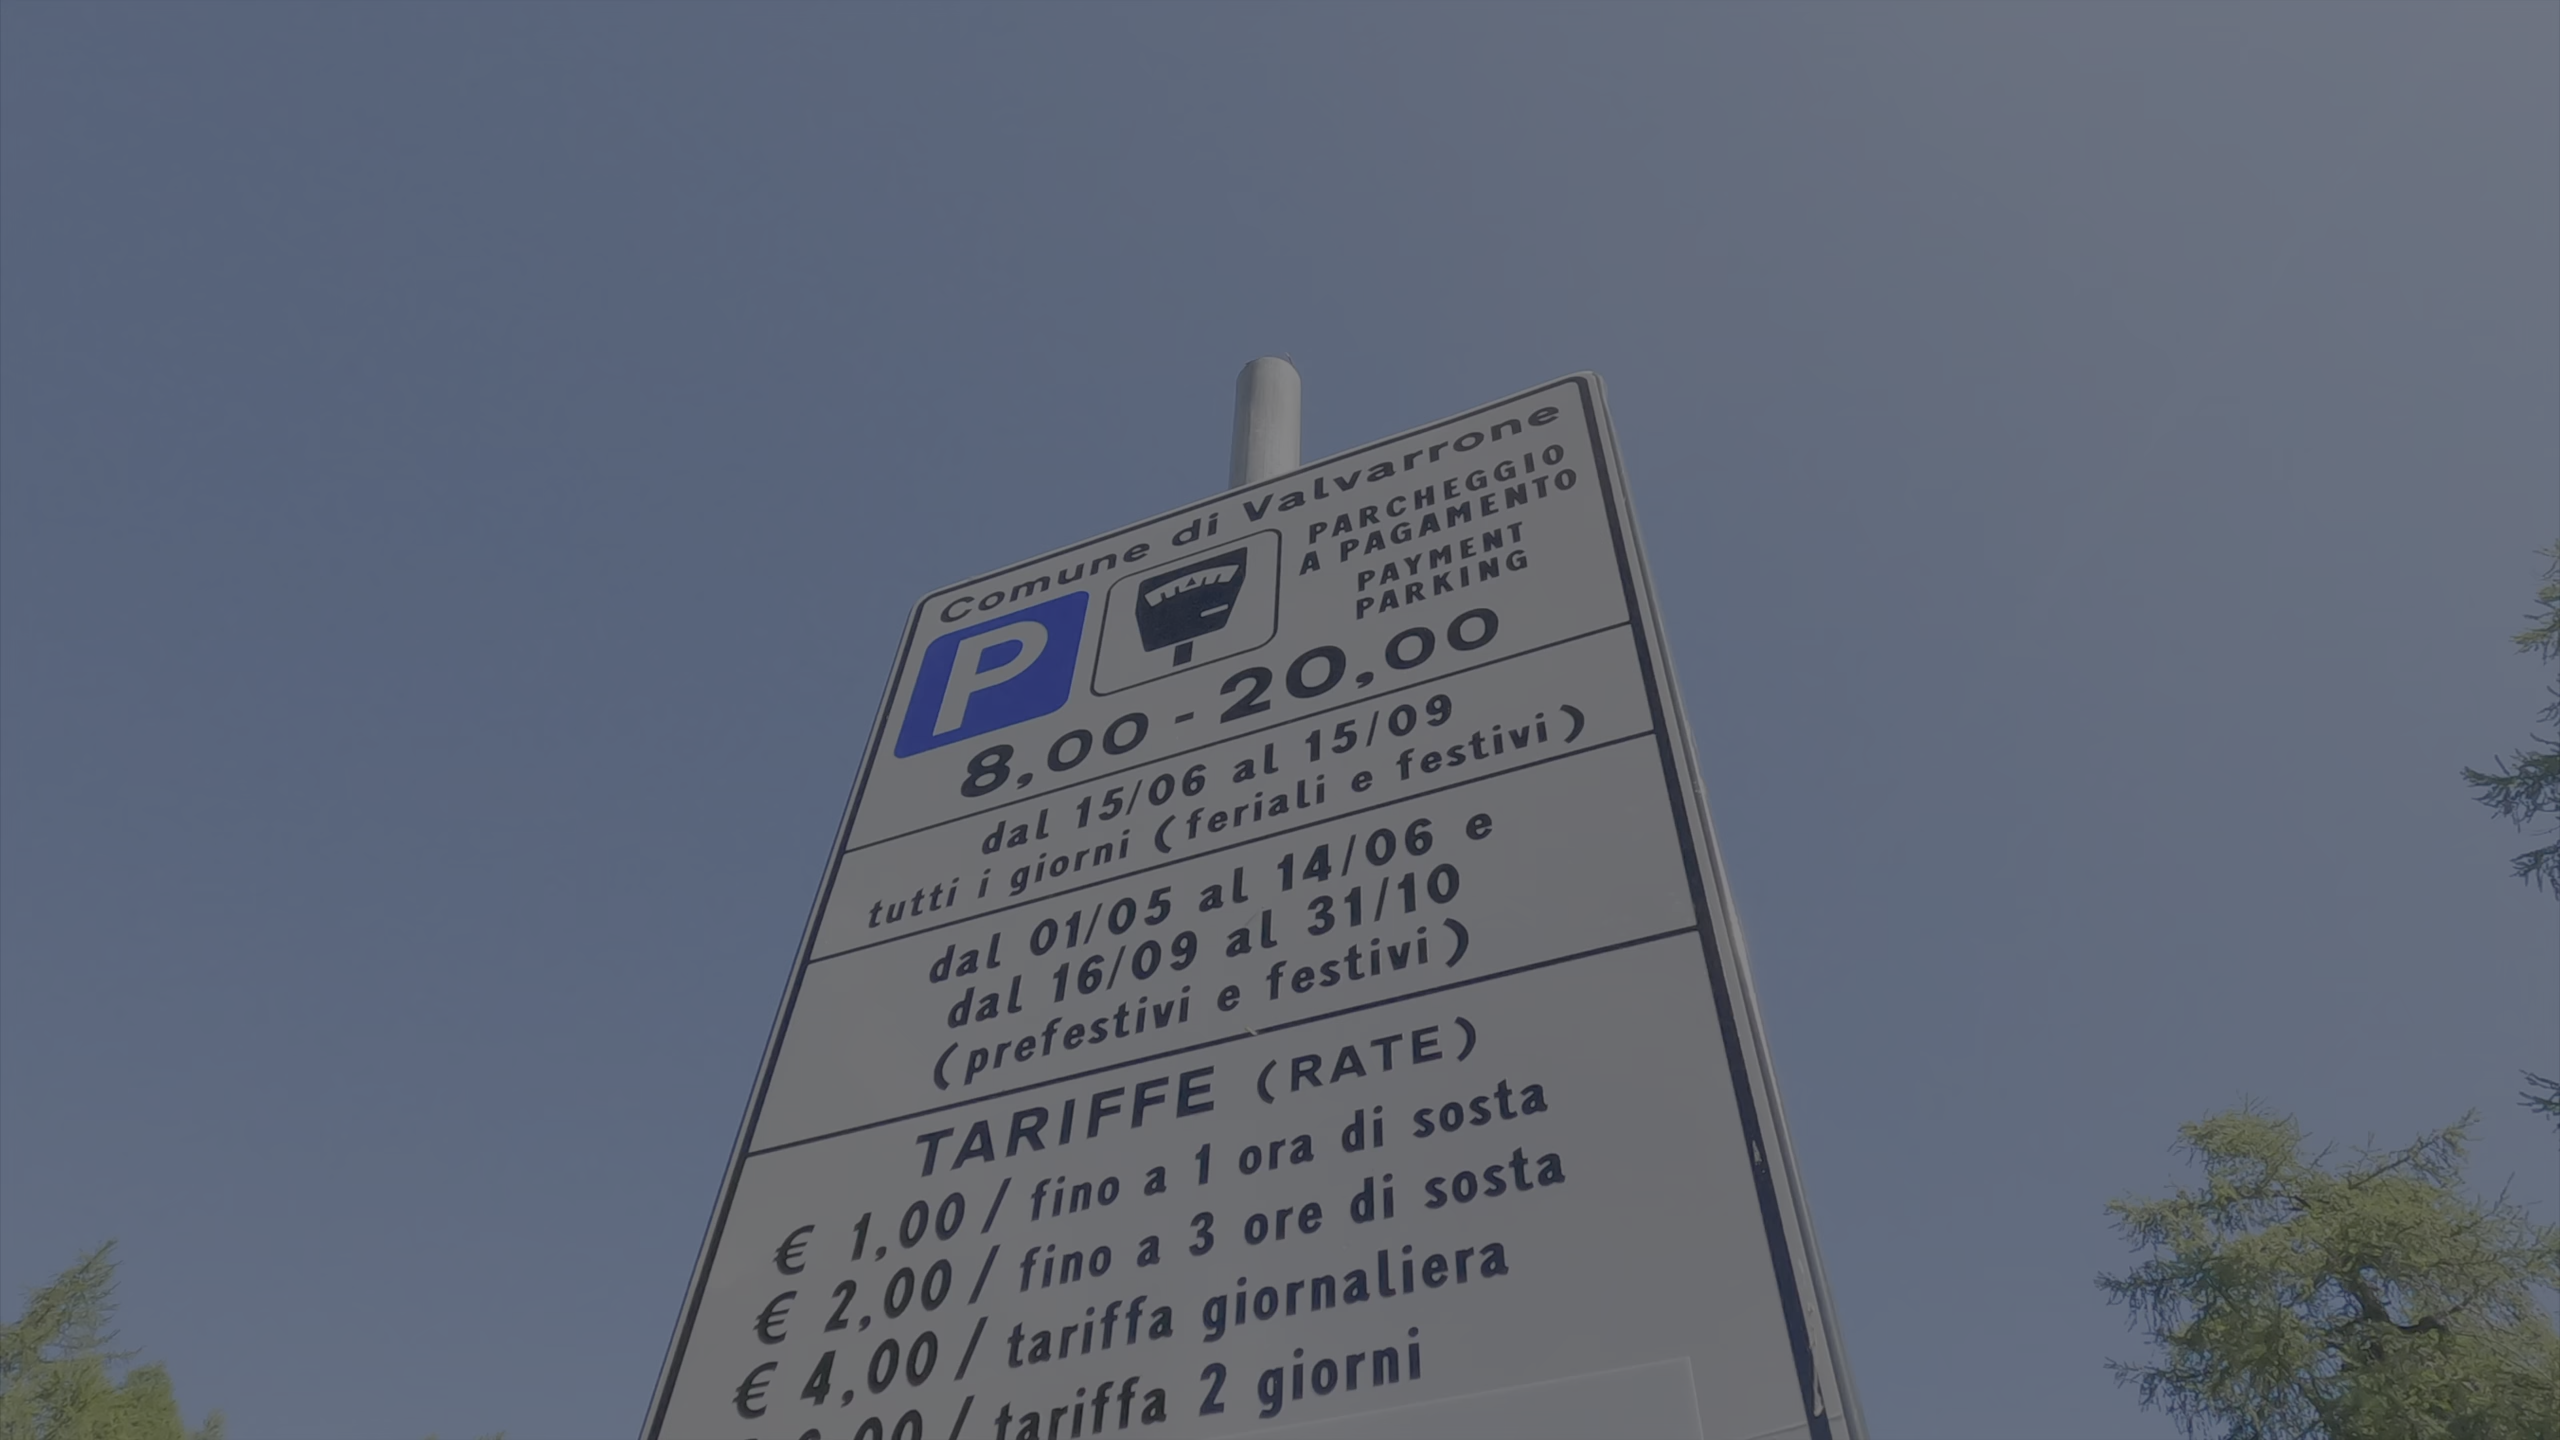 Comune di Valvarrone
P
PARCHEGGIO
A PAGAMENTO
PAYMENT
PARKING
8,00 - 20,00
dal 15/06 al 15/09
tutti i giorni (feriali e festivi)
dal 01/05 al 14/06 e
dal 16/09 al 31/10
(prefestivi e festivi)
TARIFFE (RATE)
€ 1,00 / fino a 1 ora di sosta
€ 2,00 / fino a 3 ore di sosta
€ 4,00 / tariffa giornaliera
/ tariffa 2 giorni